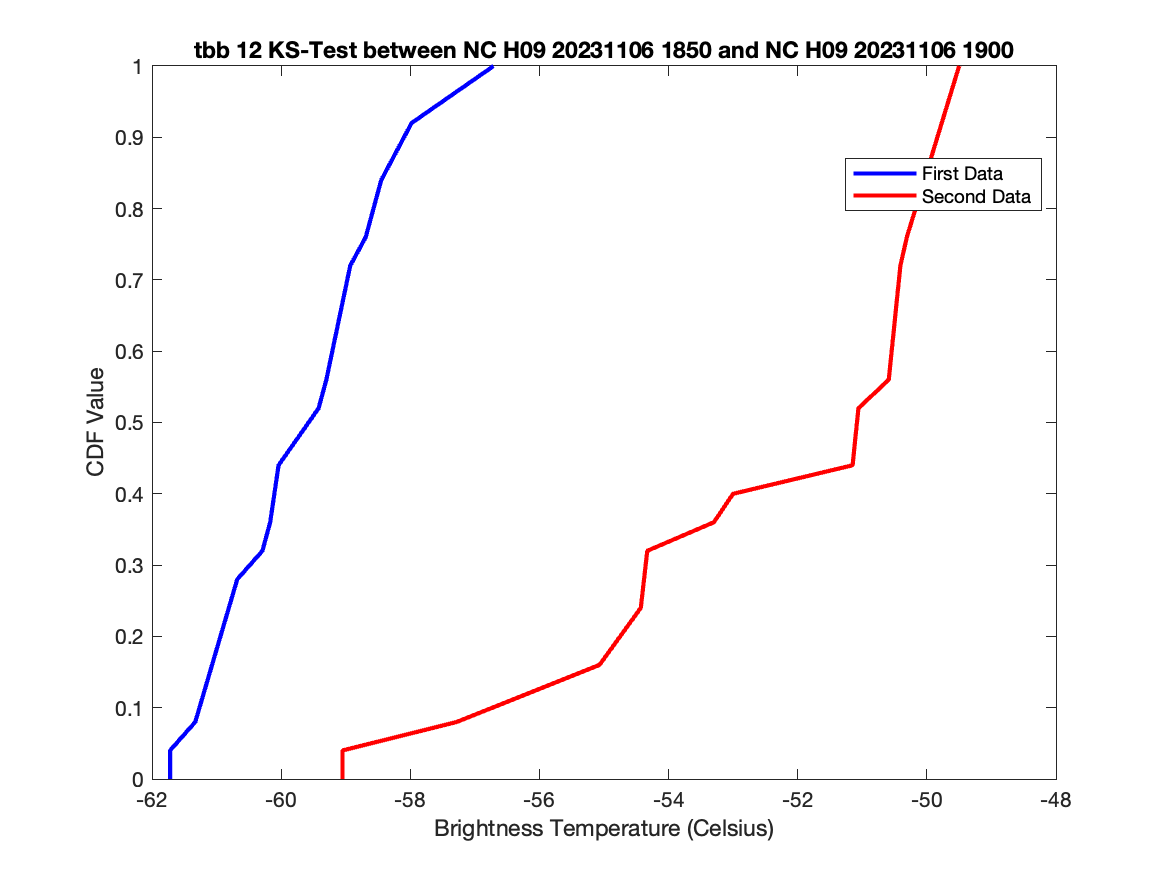 tbb 12 KS-Test between NC H09 20231106 1850 and NC H09 20231106 1900
1
0.9
0.8
0.7
0.6
0.5
0.4
0.3
0.2
0.1
0
CDF Value
First Data
Second Data
-62 -60 -58 -56 -54 -52 -50 -48
Brightness Temperature (Celsius)